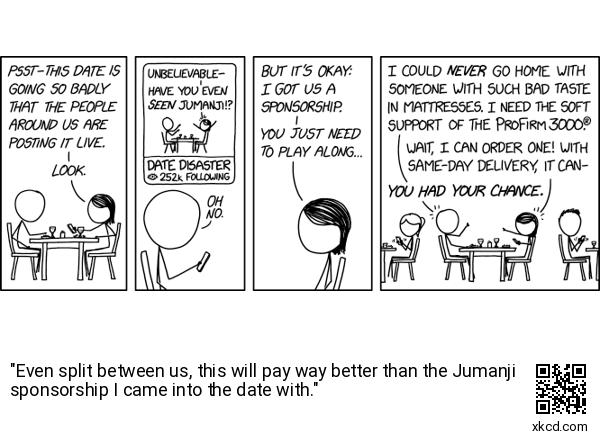 PSST-THIS DATE IS
GOING SO BADLY
THAT THE PEOPLE
AROUND US ARE
POSTING IT LIVE.
LOOK.
UNBELIEVABLE-
HAVE YOU EVEN
SEEN JUMANJI!?
DATE DISASTER
252K FOLLOWING
OH
NO.
BUT IT'S OKAY:
I GOT US A
SPONSORSHIP.
YOU JUST NEED
TO PLAY ALONG...
I COULD NEVER GO HOME WITH
SOMEONE WITH SUCH BAD TASTE
IN MATTRESSES. I NEED THE SOFT
SUPPORT OF THE PROFIRM 3000.®
WAIT, I CAN ORDER ONE! WITH
SAME-DAY DELIVERY, IT CAN-
YOU HAD YOUR CHANCE.
"Even split between us, this will pay way better than the Jumanji
sponsorship I came into the date with."
xkcd.com